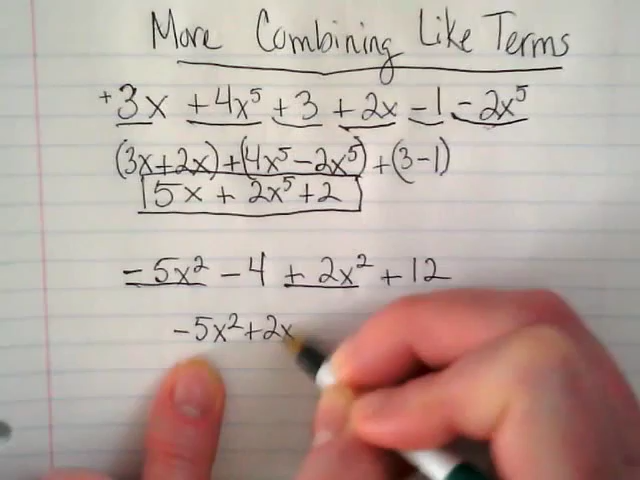 More Combining Like Terms
+3x +4x⁵ +3 +2x -1 -2x⁵
(3x+2x)+(4x⁵-2x⁵)+(3-1)
5x + 2x⁵+2
-5x² -4 +2x² +12
-5x²+2x